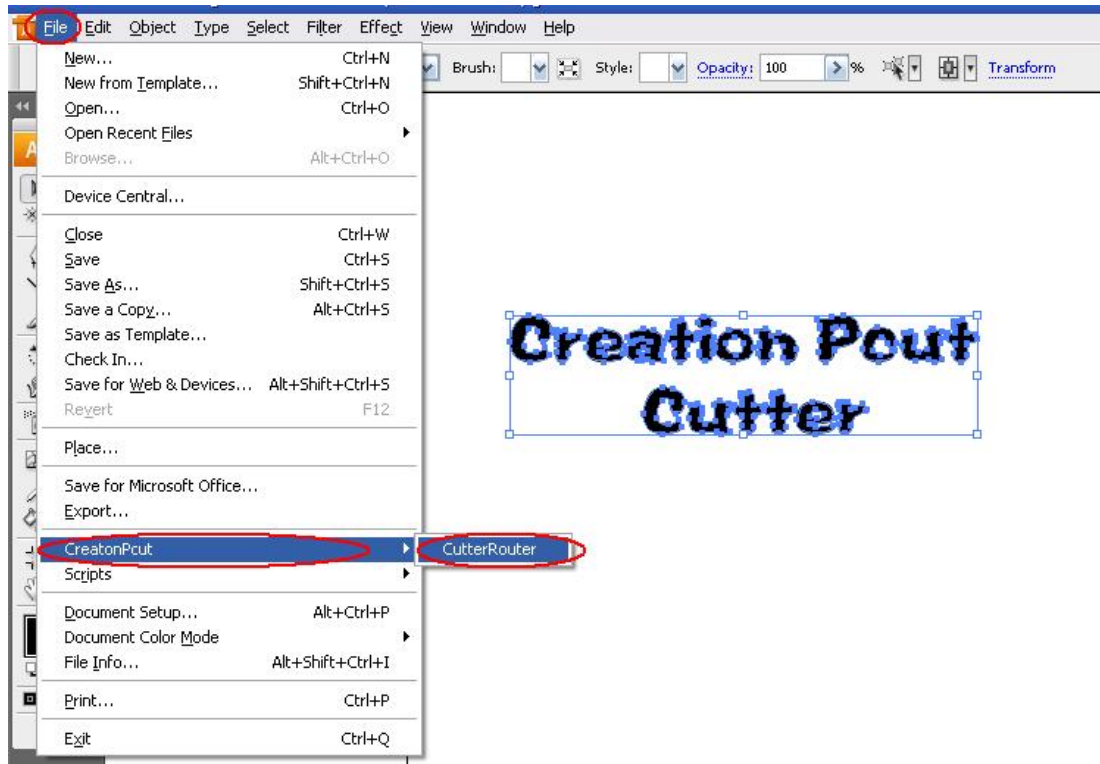 File Edit Object Type Select Filter Effect View Window Help
Brush: Style: Opacity: 100 % Transform
New... Ctrl+N
New from Template... Shift+Ctrl+N
Open... Ctrl+O
Open Recent Files
Browse... Alt+Ctrl+O
Device Central...
Close Ctrl+W
Save Ctrl+S
Save As... Shift+Ctrl+S
Save a Copy... Alt+Ctrl+S
Save as Template...
Check In...
Save for Web & Devices... Alt+Shift+Ctrl+S
Revert F12
Place...
Save for Microsoft Office...
Export...
CreatonPcut CutterRouter
Scripts
Document Setup... Alt+Ctrl+P
Document Color Mode
File Info... Alt+Shift+Ctrl+I
Print... Ctrl+P
Exit Ctrl+Q
Creation Pcut
Cutter